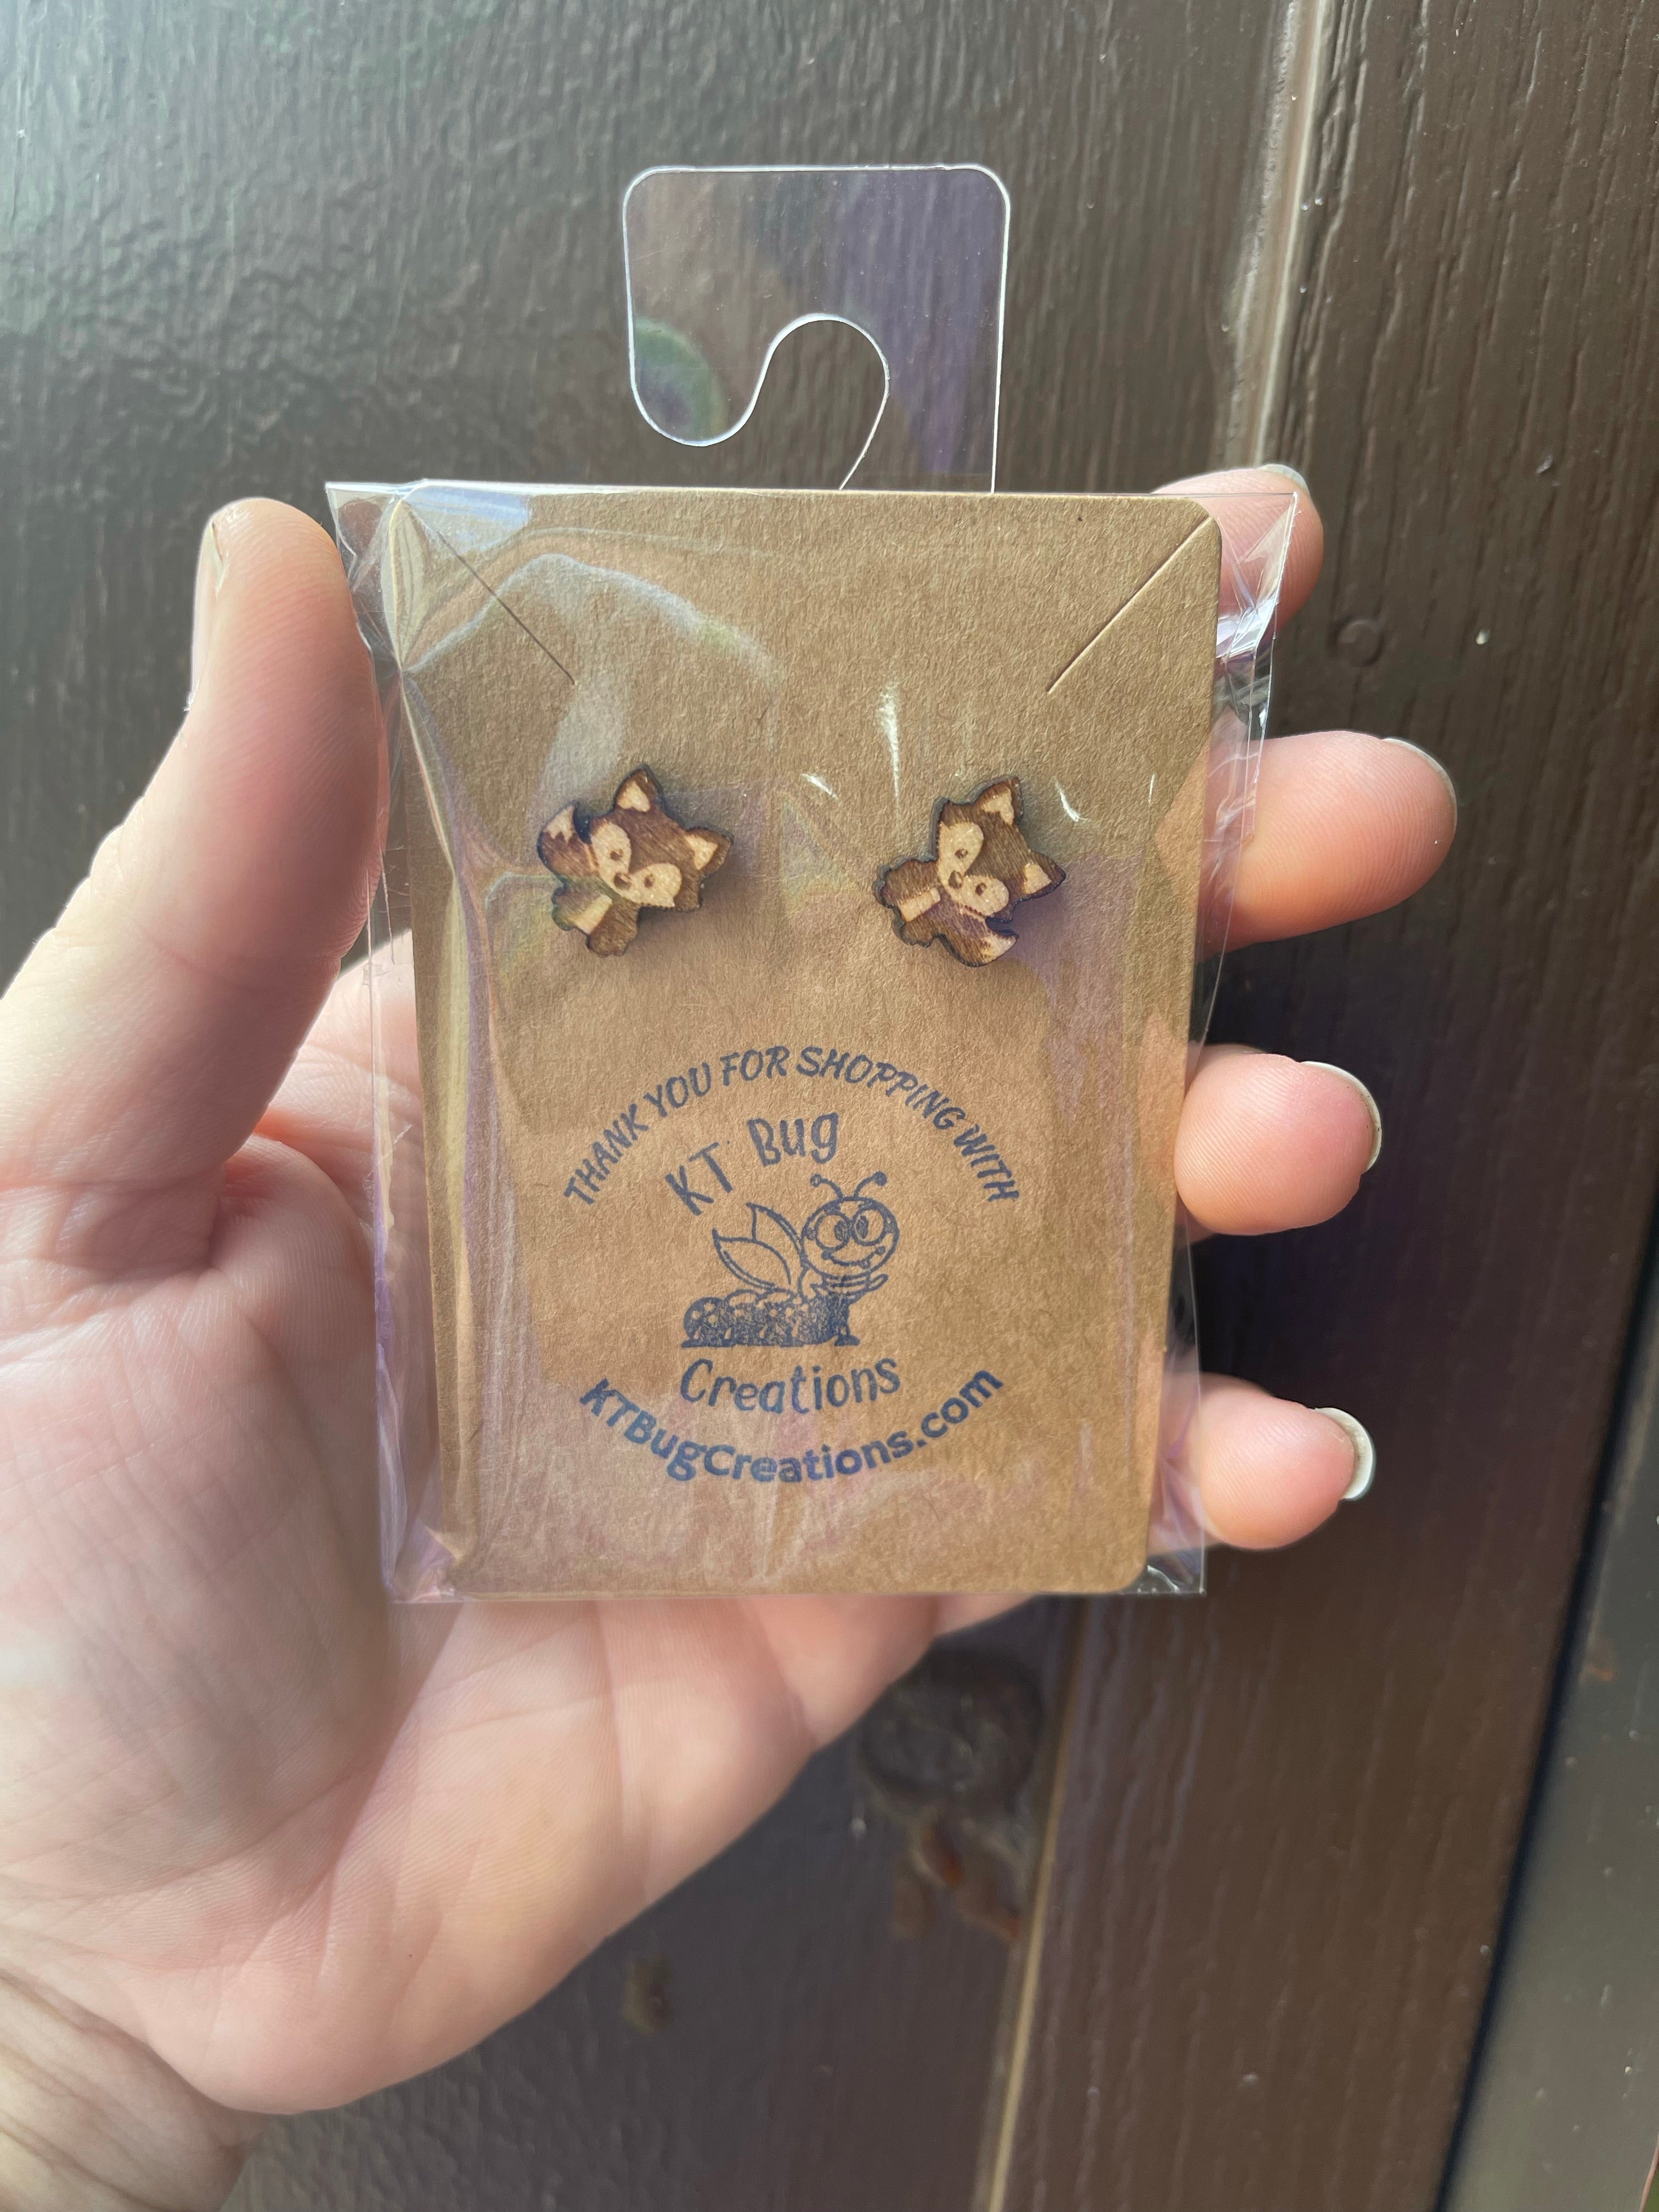 THANK YOU FOR SHOPPING WITH
KT Bug
Creations
KTBugCreations.com